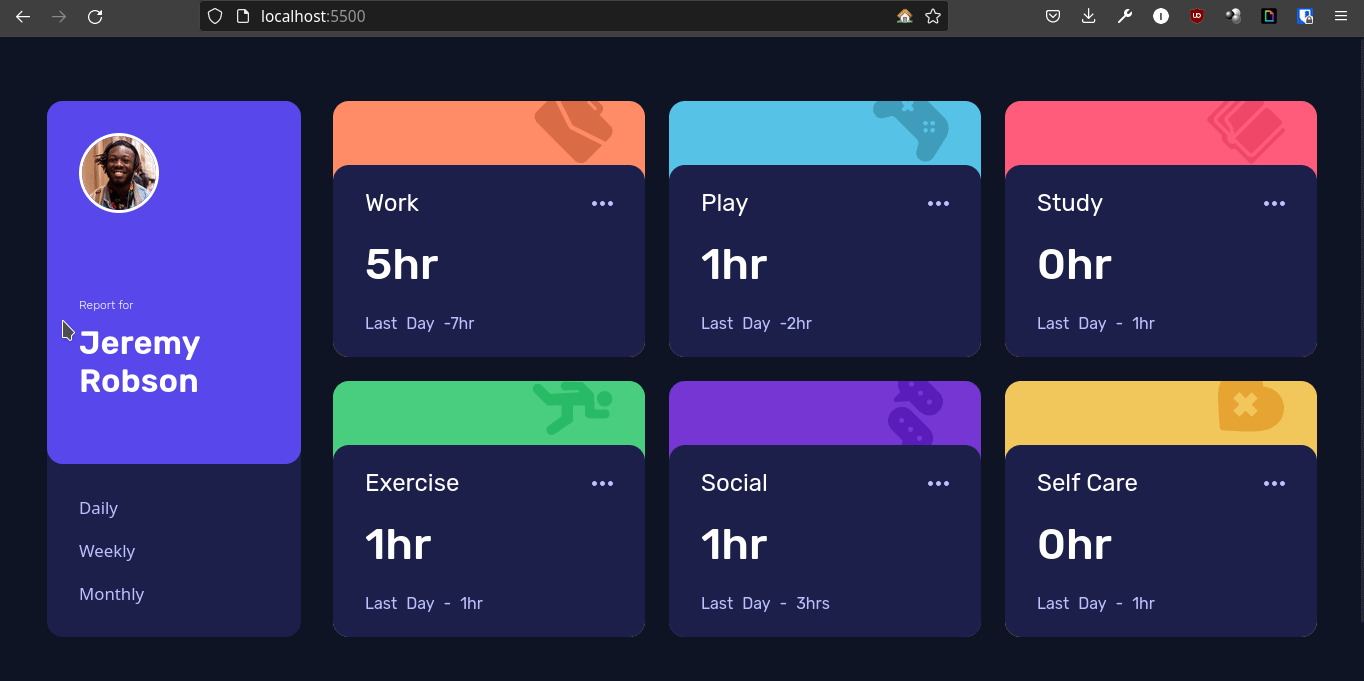 localhost:5500
Report for
Jeremy
Robson
Daily
Weekly
Monthly
Work
5hr
Last Day -7hr
Play
1hr
Last Day -2hr
Study
0hr
Last Day - 1hr
Exercise
1hr
Last Day - 1hr
Social
1hr
Last Day - 3hrs
Self Care
0hr
Last Day - 1hr